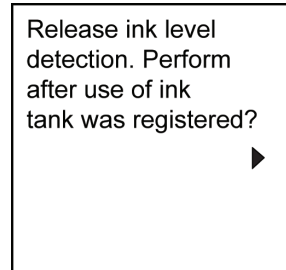 Release ink level
detection. Perform
after use of ink
tank was registered?